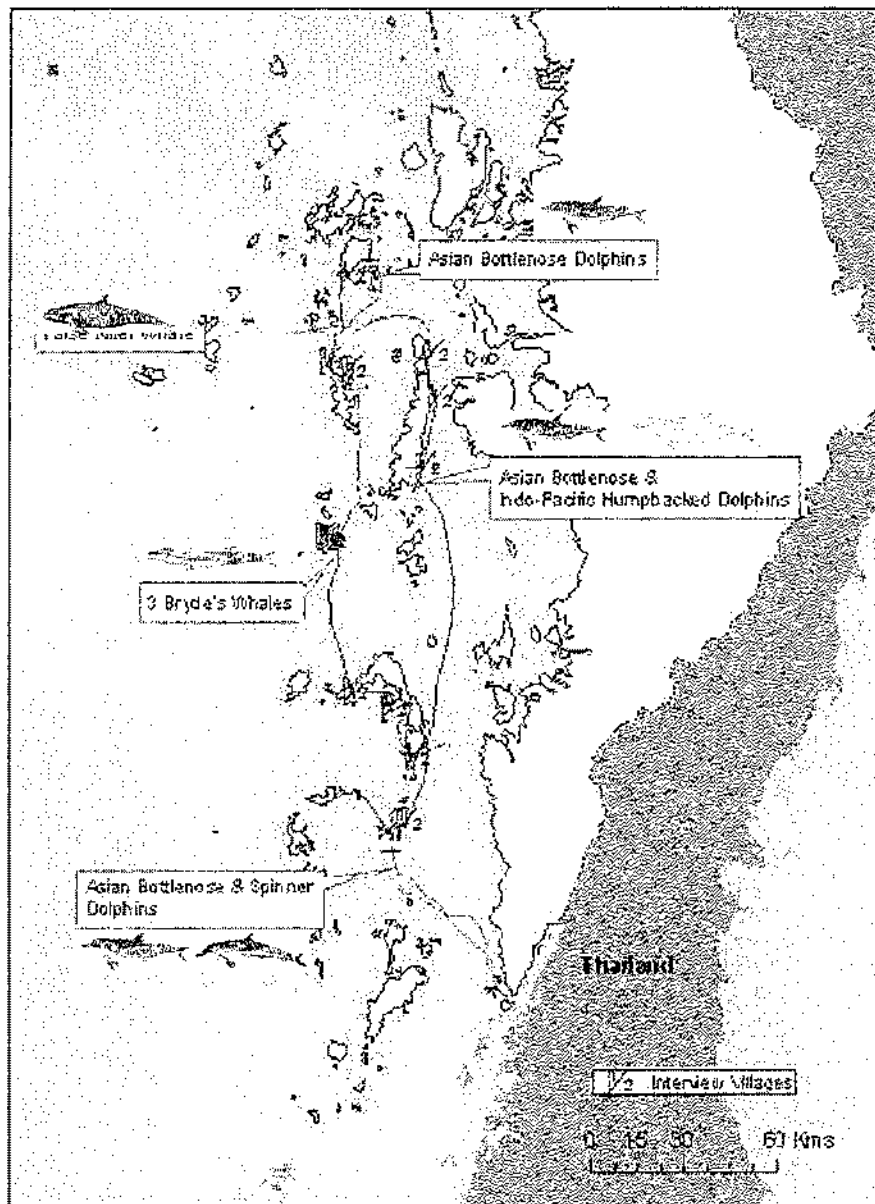 Asian Bottlenose Dolphins
Asian Bottlenose &
Indo-Pacific Humpbacked Dolphins
3 Bryde's Whales
Asian Bottlenose & Spinner
Dolphins
Thailand
Interview Villages
0 15 30 60 Kms